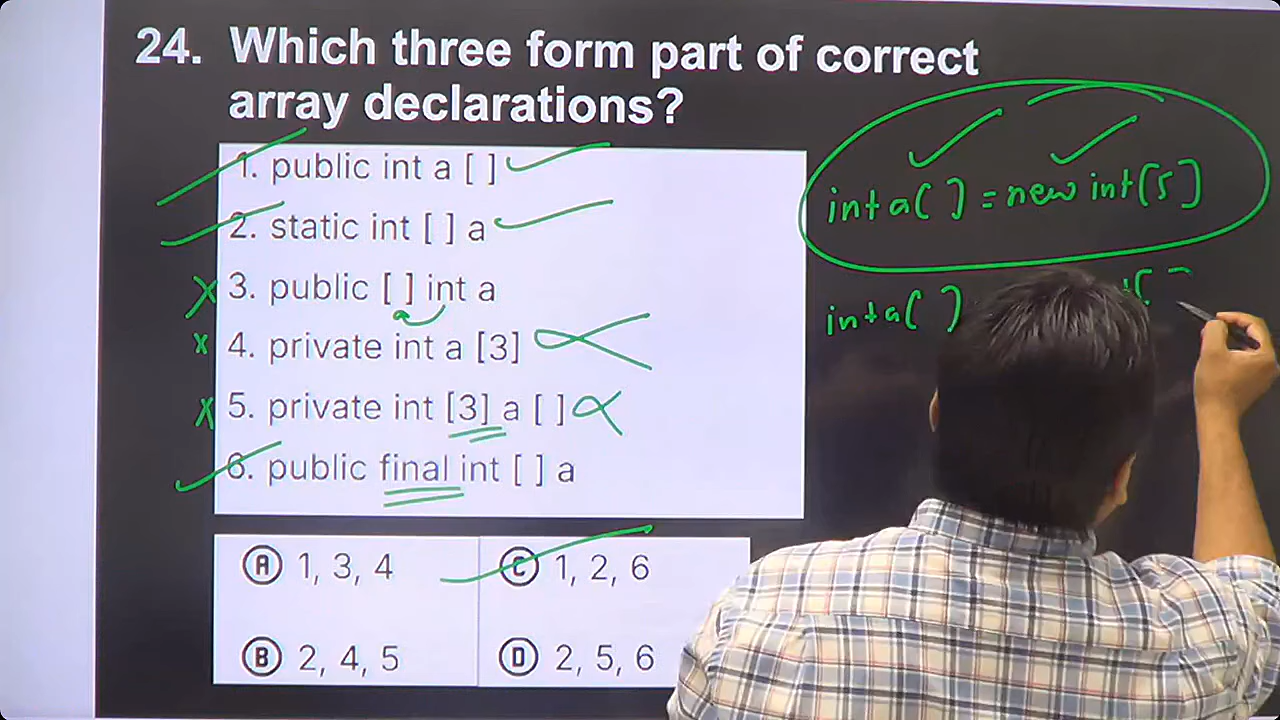 24. Which three form part of correct
array declarations?
1. public int a [ ]
2. static int [ ] a
3. public [ ] int a
4. private int a [3]
5. private int [3] a [ ]
6. public final int [ ] a
A 1, 3, 4
C 1, 2, 6
B 2, 4, 5
D 2, 5, 6
int a[ ] = new int[5]
int a[ ]